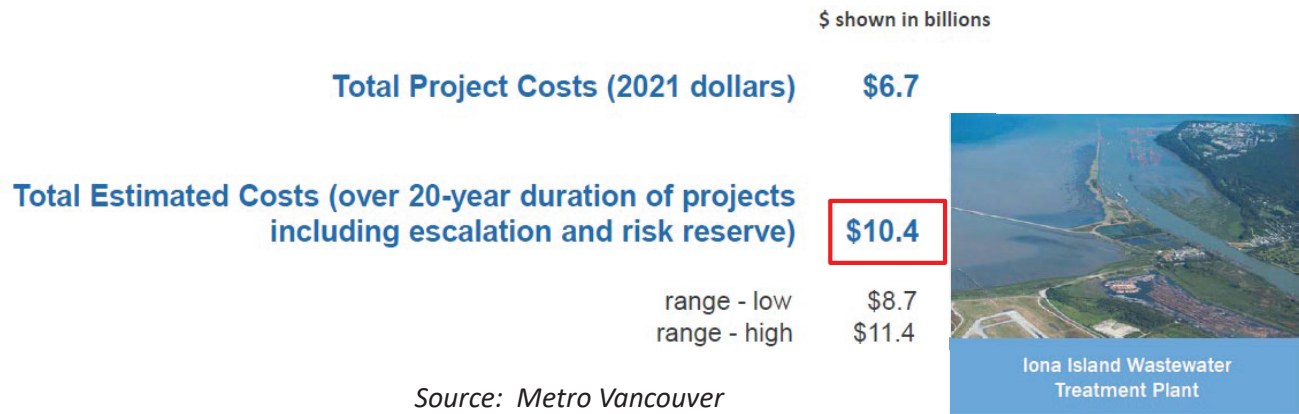 $ shown in billions
Total Project Costs (2021 dollars) $6.7
Total Estimated Costs (over 20-year duration of projects
including escalation and risk reserve) $10.4
range - low $8.7
range - high $11.4
Iona Island Wastewater
Treatment Plant
Source: Metro Vancouver